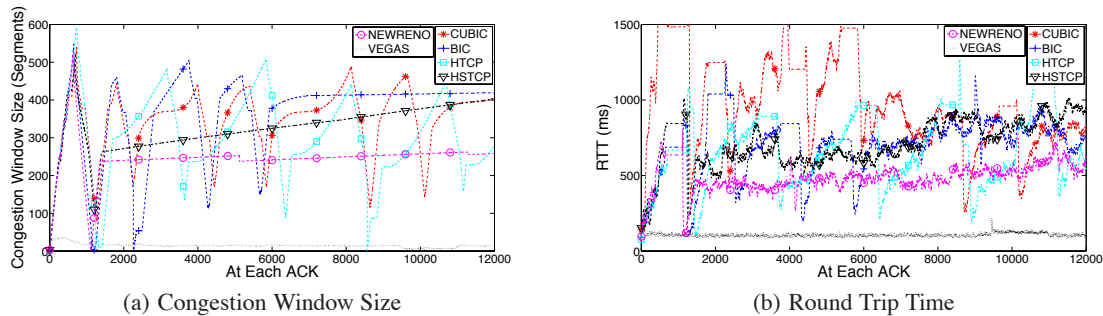 600
500
400
300
200
100
0
Congestion Window Size (Segments)
0 2000 4000 6000 8000 10000 12000
At Each ACK
NEWRENO
VEGAS
CUBIC
BIC
HTCP
HSTCP
(a) Congestion Window Size
1500
1000
500
0
RTT (ms)
0 2000 4000 6000 8000 10000 12000
At Each ACK
NEWRENO
VEGAS
CUBIC
BIC
HTCP
HSTCP
(b) Round Trip Time